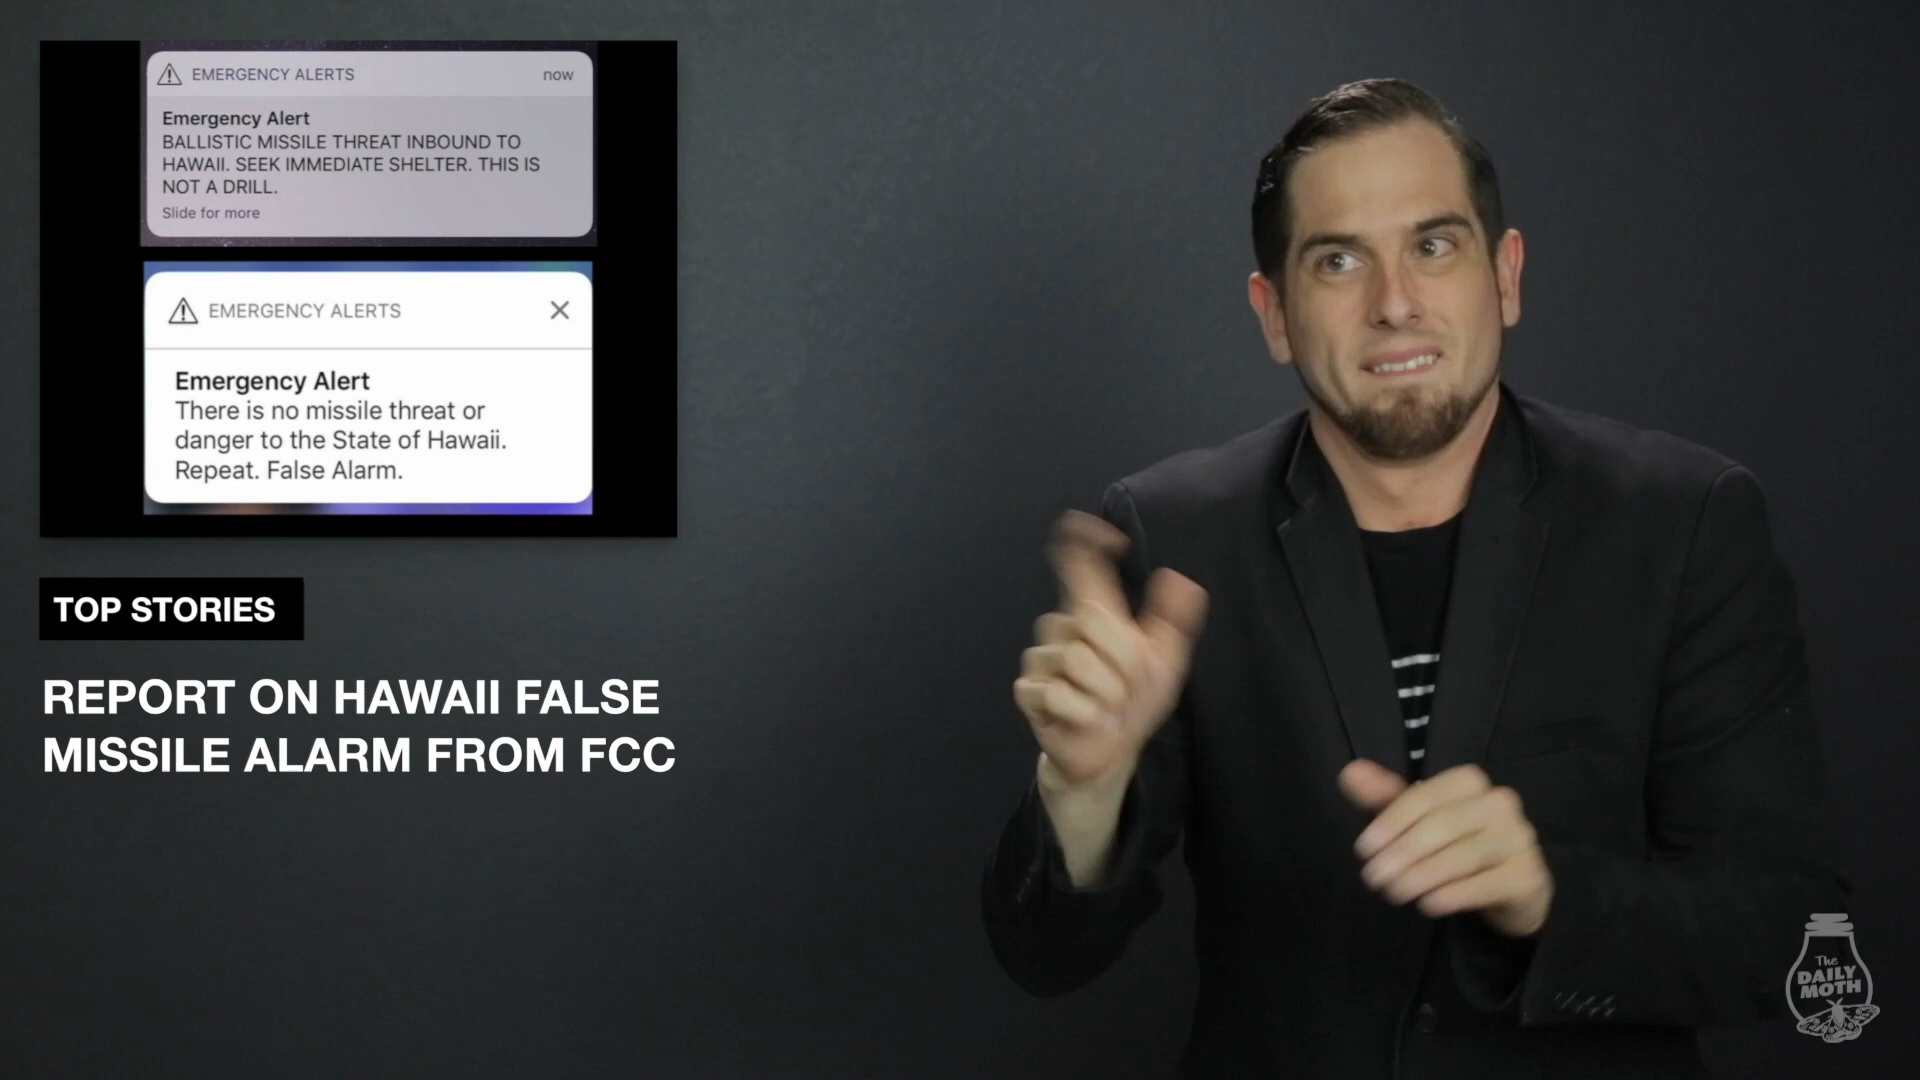 EMERGENCY ALERTS now
Emergency Alert
BALLISTIC MISSILE THREAT INBOUND TO
HAWAII. SEEK IMMEDIATE SHELTER. THIS IS
NOT A DRILL.
Slide for more
EMERGENCY ALERTS
Emergency Alert
There is no missile threat or
danger to the State of Hawaii.
Repeat. False Alarm.
TOP STORIES
REPORT ON HAWAII FALSE
MISSILE ALARM FROM FCC
The
DAILY
MOTH